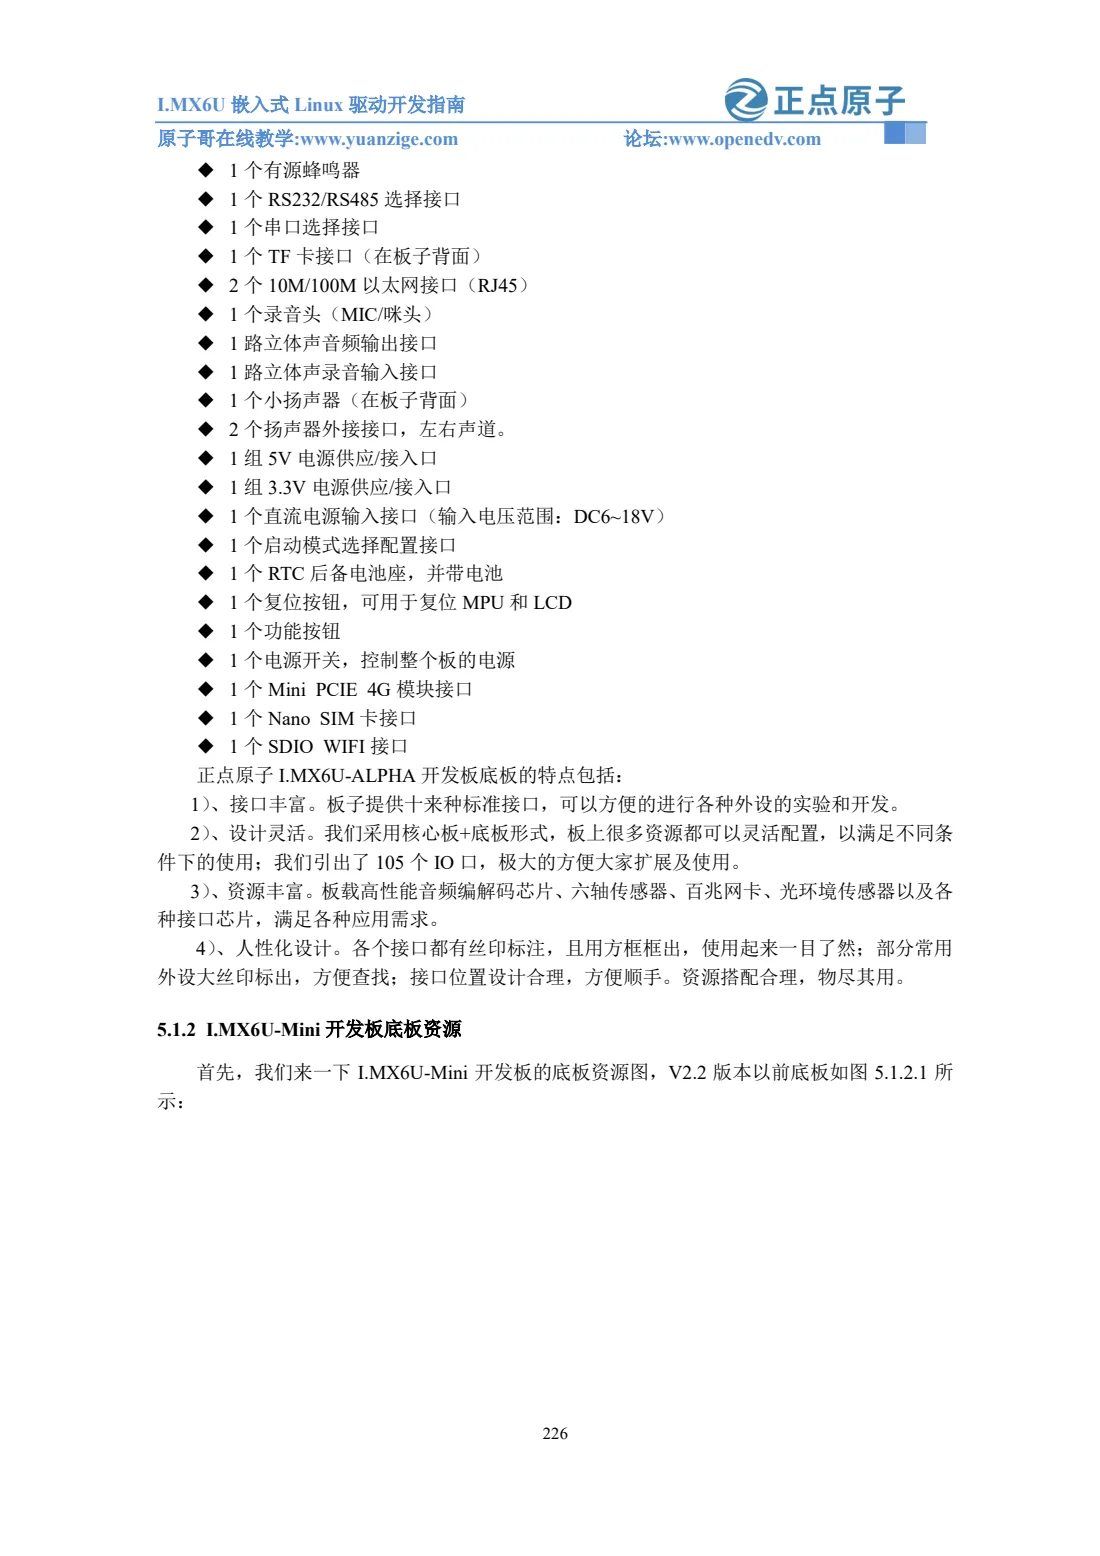 I.MX6U 嵌入式 Linux 驱动开发指南
正点原子
原子哥在线教学:www.yuanzige.com 论坛:www.openedv.com
◆ 1 个有源蜂鸣器
◆ 1 个 RS232/RS485 选择接口
◆ 1 个串口选择接口
◆ 1 个 TF 卡接口（在板子背面）
◆ 2 个 10M/100M 以太网接口（RJ45）
◆ 1 个录音头（MIC/咪头）
◆ 1 路立体声音频输出接口
◆ 1 路立体声录音输入接口
◆ 1 个小扬声器（在板子背面）
◆ 2 个扬声器外接接口，左右声道。
◆ 1 组 5V 电源供应/接入口
◆ 1 组 3.3V 电源供应/接入口
◆ 1 个直流电源输入接口（输入电压范围：DC6~18V）
◆ 1 个启动模式选择配置接口
◆ 1 个 RTC 后备电池座，并带电池
◆ 1 个复位按钮，可用于复位 MPU 和 LCD
◆ 1 个功能按钮
◆ 1 个电源开关，控制整个板的电源
◆ 1 个 Mini PCIE 4G 模块接口
◆ 1 个 Nano SIM 卡接口
◆ 1 个 SDIO WIFI 接口
正点原子 I.MX6U-ALPHA 开发板底板的特点包括：
1）、接口丰富。板子提供十来种标准接口，可以方便的进行各种外设的实验和开发。
2）、设计灵活。我们采用核心板+底板形式，板上很多资源都可以灵活配置，以满足不同条
件下的使用；我们引出了 105 个 IO 口，极大的方便大家扩展及使用。
3）、资源丰富。板载高性能音频编解码芯片、六轴传感器、百兆网卡、光环境传感器以及各
种接口芯片，满足各种应用需求。
4）、人性化设计。各个接口都有丝印标注，且用方框框出，使用起来一目了然；部分常用
外设大丝印标出，方便查找；接口位置设计合理，方便顺手。资源搭配合理，物尽其用。
5.1.2 I.MX6U-Mini 开发板底板资源
首先，我们来一下 I.MX6U-Mini 开发板的底板资源图，V2.2 版本以前底板如图 5.1.2.1 所
示：
226